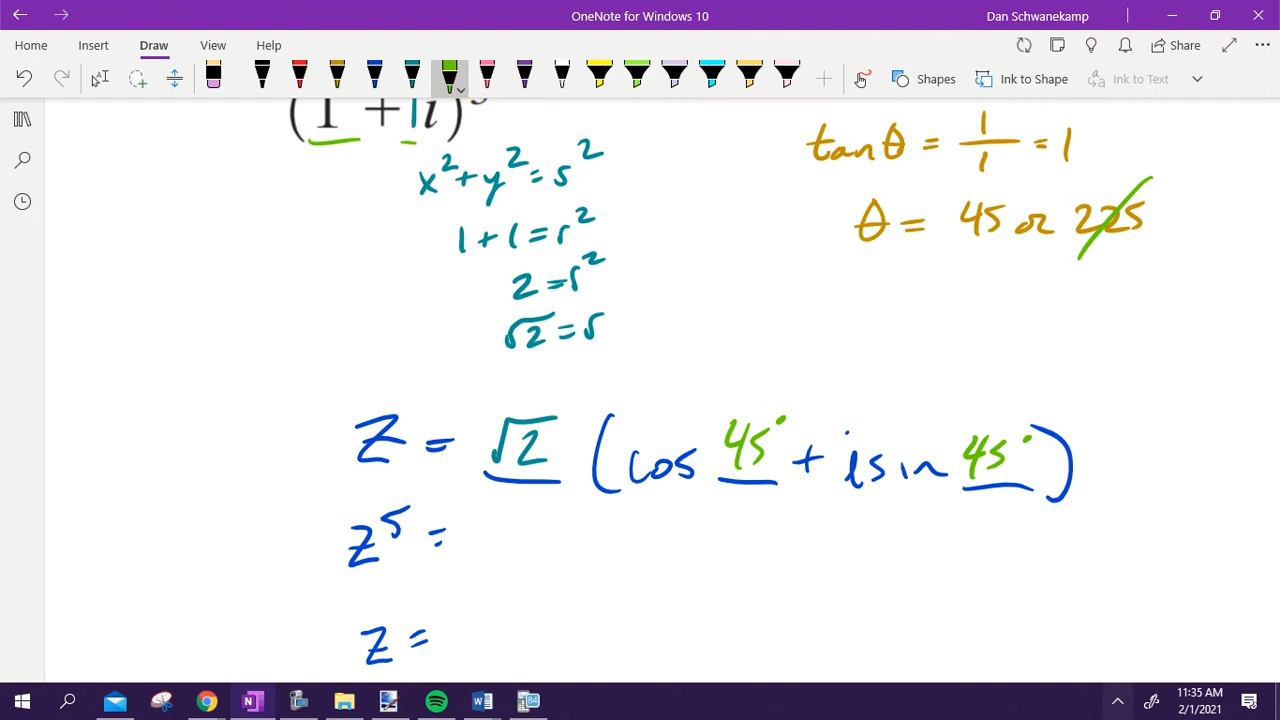 OneNote for Windows 10
Dan Schwanekamp
Home Insert Draw View Help
Share
Shapes
Ink to Shape
Ink to Text
(1 + 1i)
x² + y² = r²
1 + 1 = r²
2 = r²
√2 = r
tan θ = 1/1 = 1
θ = 45 or 225
z = √2 (cos 45° + i sin 45°)
z⁵ =
z =
11:35 AM
2/1/2021